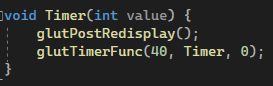 void Timer(int value) {
    glutPostRedisplay();
    glutTimerFunc(40, Timer, 0);
}